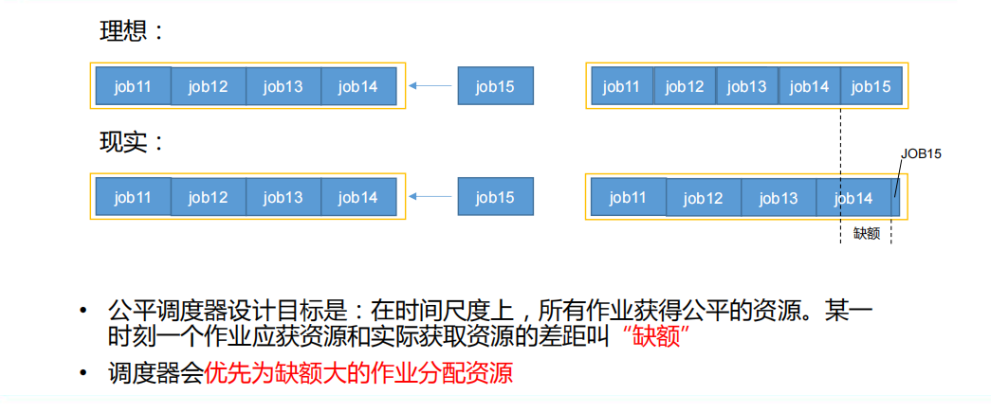 理想：
job11 job12 job13 job14 job15 job11 job12 job13 job14 job15
现实：
JOB15
job11 job12 job13 job14 job15 job11 job12 job13 job14
缺额
• 公平调度器设计目标是：在时间尺度上，所有作业获得公平的资源。某一
时刻一个作业应获资源和实际获取资源的差距叫“缺额”
• 调度器会优先为缺额大的作业分配资源